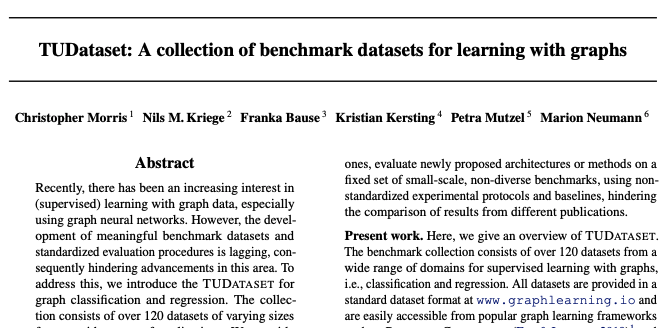 TUDataset: A collection of benchmark datasets for learning with graphs
Christopher Morris 1 Nils M. Kriege 2 Franka Bause 3 Kristian Kersting 4 Petra Mutzel 5 Marion Neumann 6
Abstract
Recently, there has been an increasing interest in
(supervised) learning with graph data, especially
using graph neural networks. However, the devel-
opment of meaningful benchmark datasets and
standardized evaluation procedures is lagging, con-
sequently hindering advancements in this area. To
address this, we introduce the TUDATASET for
graph classification and regression. The collec-
tion consists of over 120 datasets of varying sizes
ones, evaluate newly proposed architectures or methods on a
fixed set of small-scale, non-diverse benchmarks, using non-
standardized experimental protocols and baselines, hindering
the comparison of results from different publications.
Present work. Here, we give an overview of TUDATASET.
The benchmark collection consists of over 120 datasets from a
wide range of domains for supervised learning with graphs,
i.e., classification and regression. All datasets are provided in a
standard dataset format at www.graphlearning.io and
are easily accessible from popular graph learning frameworks